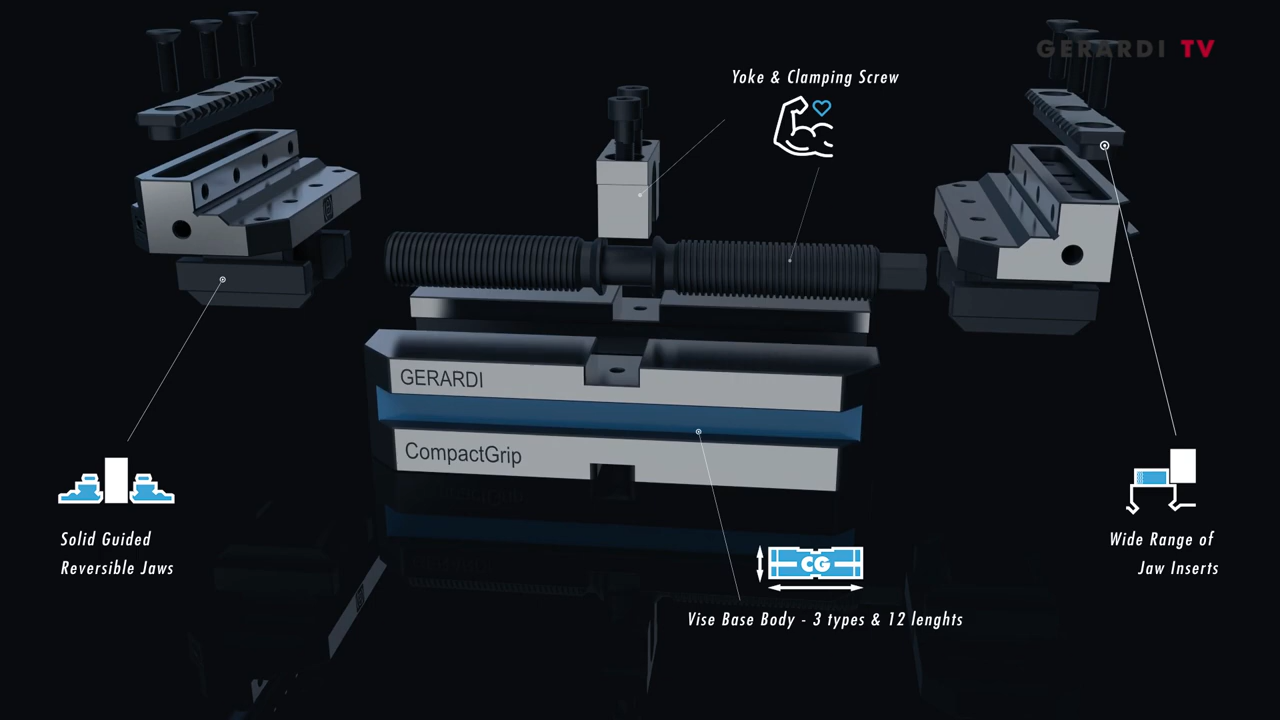 GERARDI TV
Yoke & Clamping Screw
GERARDI
CompactGrip
CG
Solid Guided
Reversible Jaws
Wide Range of
Jaw Inserts
Vise Base Body - 3 types & 12 lenghts